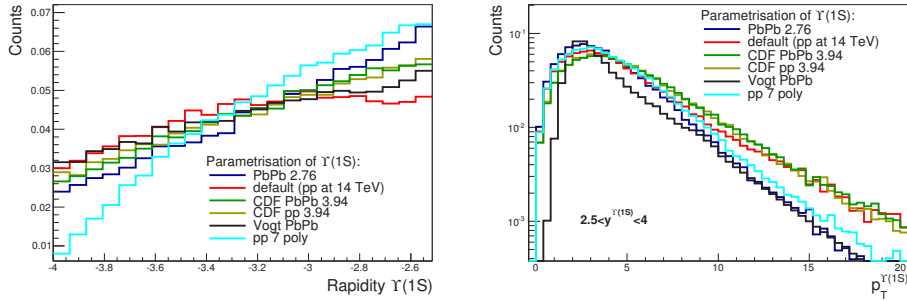 Counts
0.07
0.06
0.05
0.04
0.03
0.02
0.01
Parametrisation of ϒ(1S):
PbPb 2.76
default (pp at 14 TeV)
CDF PbPb 3.94
CDF pp 3.94
Vogt PbPb
pp 7 poly
-4 -3.8 -3.6 -3.4 -3.2 -3 -2.8 -2.6
Rapidity ϒ(1S)
Counts
10⁻¹
10⁻²
10⁻³
Parametrisation of ϒ(1S):
PbPb 2.76
default (pp at 14 TeV)
CDF PbPb 3.94
CDF pp 3.94
Vogt PbPb
pp 7 poly
2.5<y^ϒ(1S)<4
0 5 10 15 20
p_T^ϒ(1S)